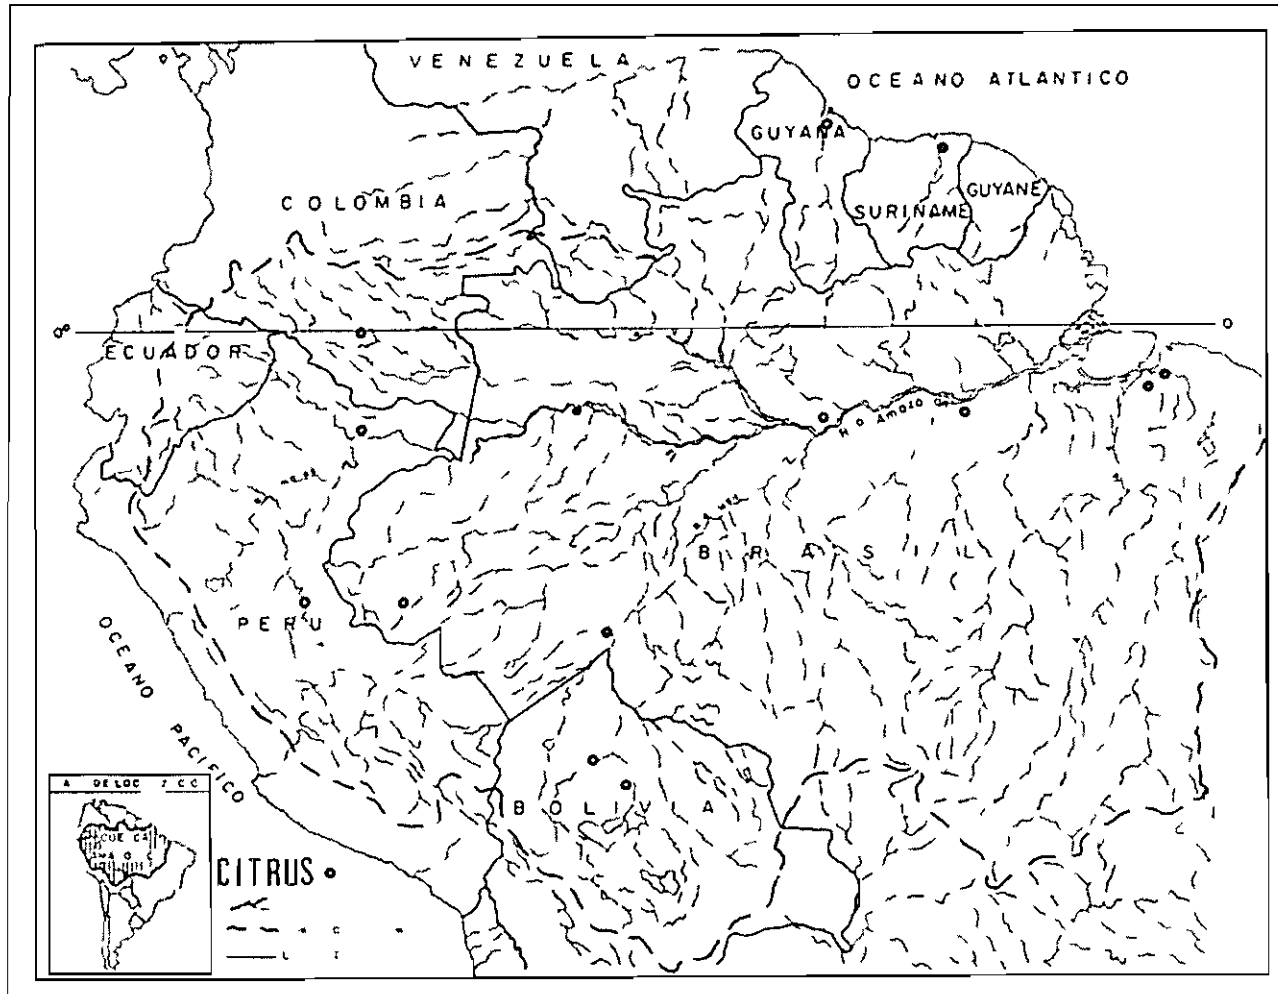 VENEZUELA
OCEANO ATLANTICO
GUYANA
COLOMBIA
SURINAME
GUYANE
0°
0
ECUADOR
BRASIL
PERU
OCEANO PACIFICO
BOLIVIA
CITRUS